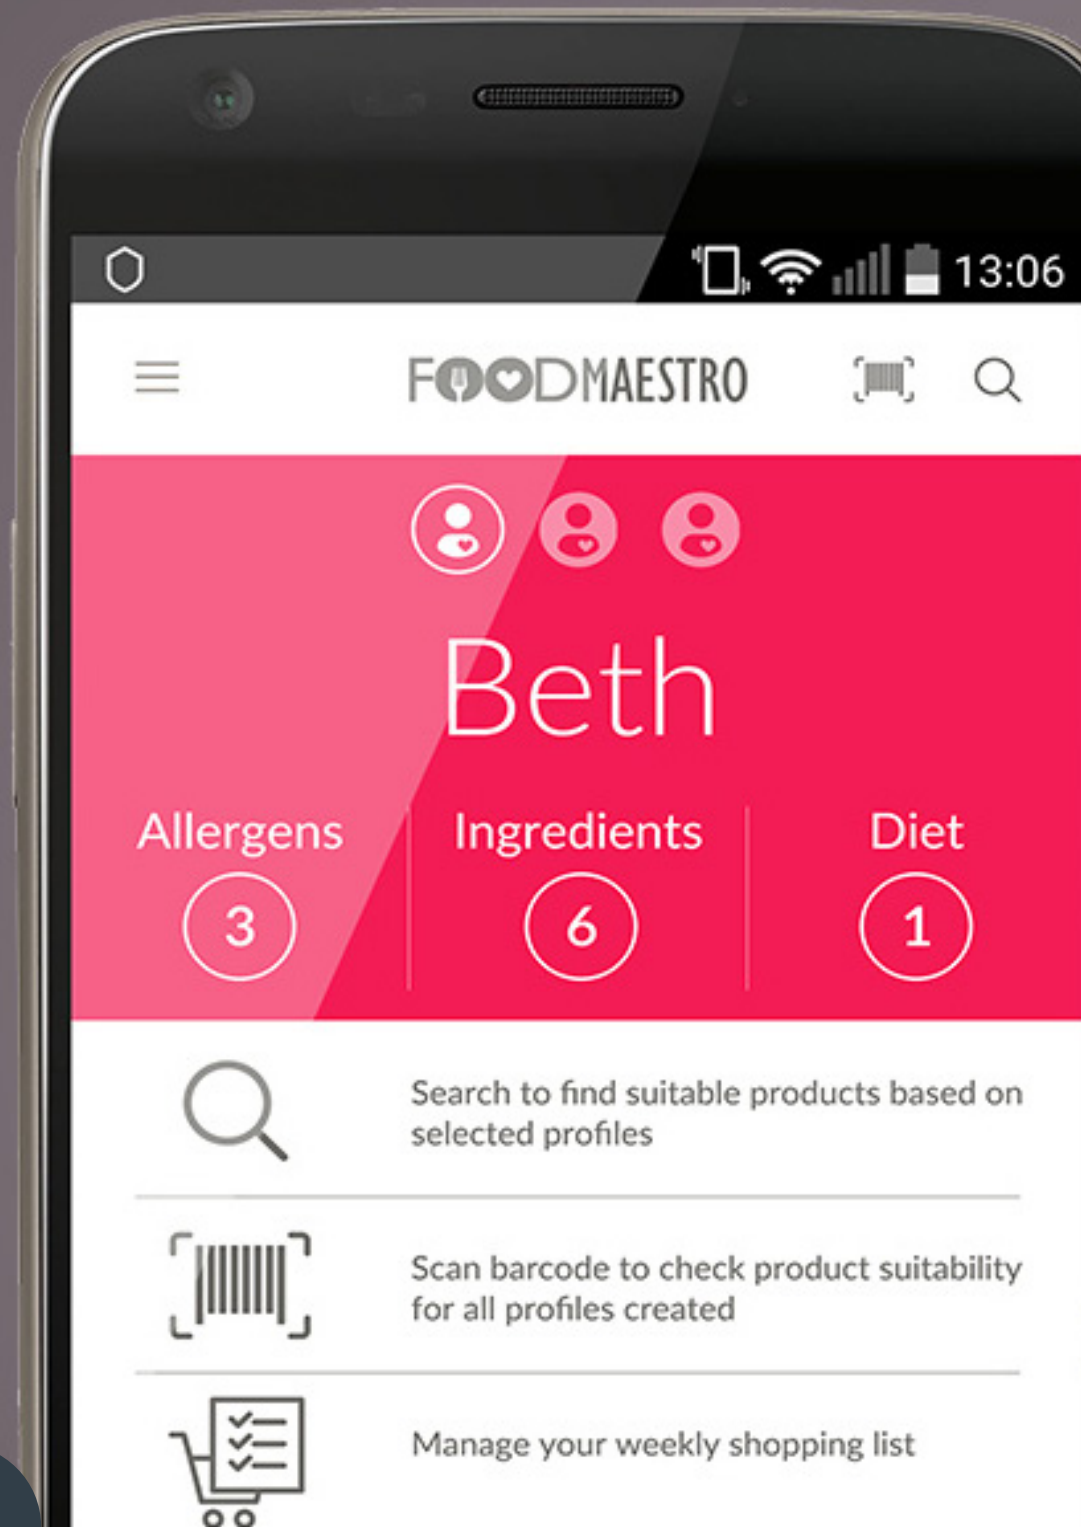 13:06
FOODMAESTRO
Beth
Allergens
Ingredients
Diet
3
6
1
Search to find suitable products based on
selected profiles
Scan barcode to check product suitability
for all profiles created
Manage your weekly shopping list